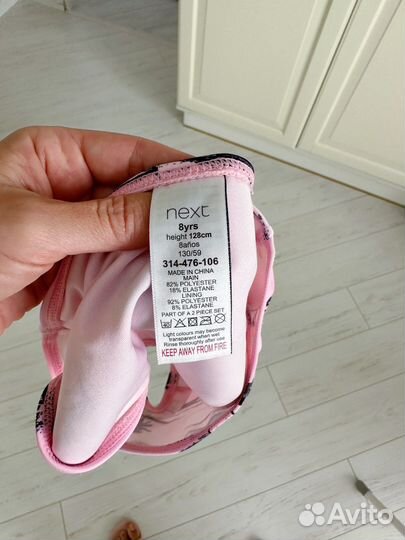 next
8yrs
height 128cm
8años
130/59
314-476-106
MADE IN CHINA
MAIN
82% POLYESTER
18% ELASTANE
LINING
92% POLYESTER
8% ELASTANE
PART OF A 2 PIECE SET
Light colours may become
transparent when wet
Rinse thoroughly after use
KEEP AWAY FROM FIRE
Avito